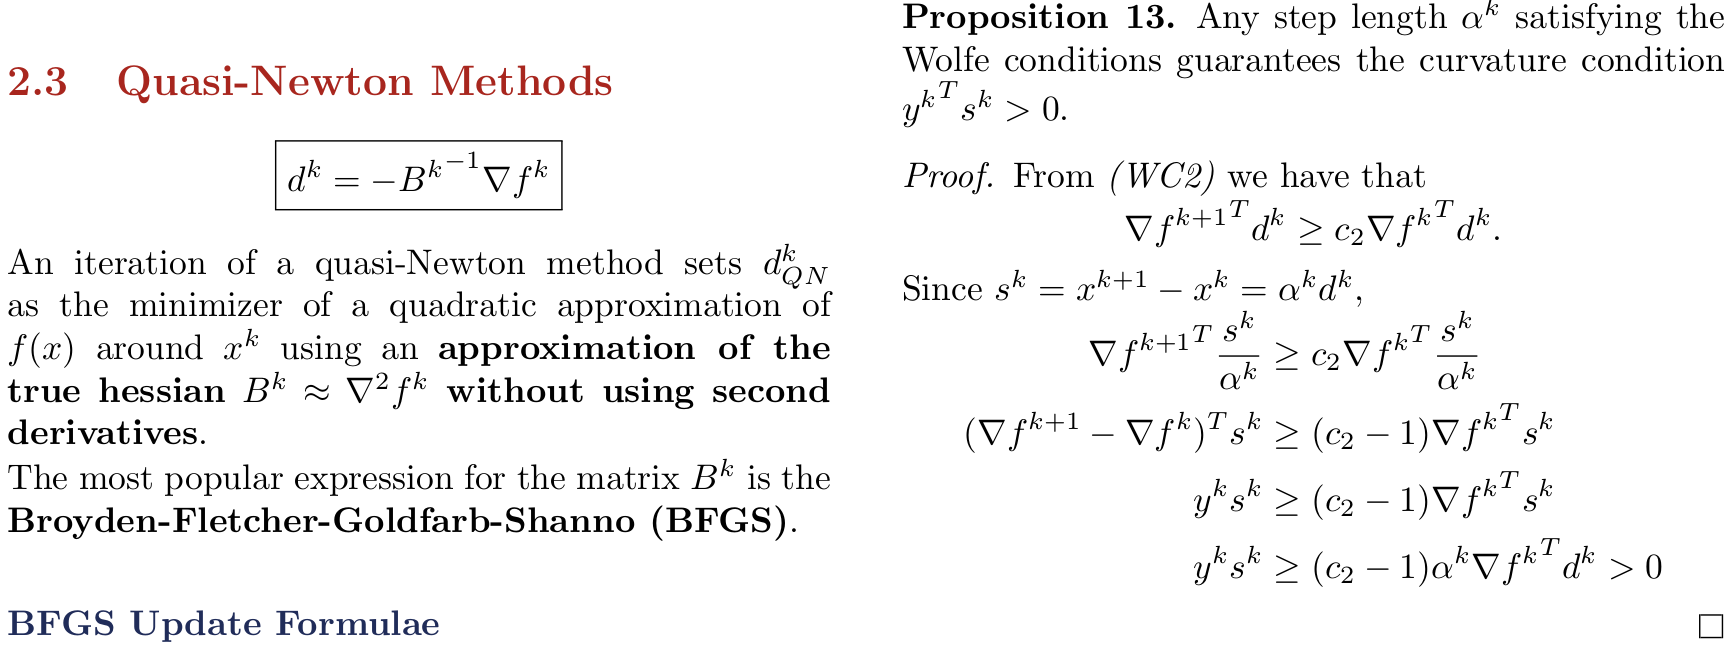 2.3 Quasi-Newton Methods
$d^k = -B^{k^{-1}} \nabla f^k$
An iteration of a quasi-Newton method sets $d^k_{QN}$
as the minimizer of a quadratic approximation of
$f(x)$ around $x^k$ using an approximation of the
true hessian $B^k \approx \nabla^2 f^k$ without using second
derivatives.
The most popular expression for the matrix $B^k$ is the
Broyden-Fletcher-Goldfarb-Shanno (BFGS).
BFGS Update Formulae
Proposition 13. Any step length $\alpha^k$ satisfying the
Wolfe conditions guarantees the curvature condition
$y^{k^T} s^k > 0.$
Proof. From (WC2) we have that
$\nabla f^{k+1^T} d^k \geq c_2 \nabla f^{k^T} d^k.$
Since $s^k = x^{k+1} - x^k = \alpha^k d^k,$
$\nabla f^{k+1^T} \frac{s^k}{\alpha^k} \geq c_2 \nabla f^{k^T} \frac{s^k}{\alpha^k}$
$(\nabla f^{k+1} - \nabla f^k)^T s^k \geq (c_2 - 1) \nabla f^{k^T} s^k$
$y^k s^k \geq (c_2 - 1) \nabla f^{k^T} s^k$
$y^k s^k \geq (c_2 - 1) \alpha^k \nabla f^{k^T} d^k > 0$
□